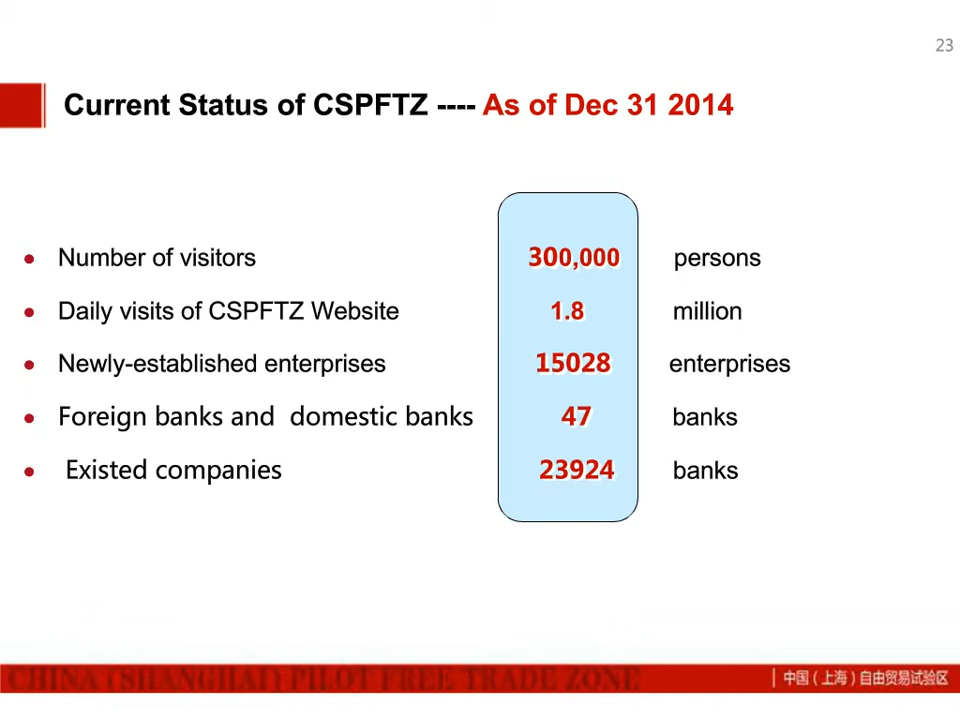 23
Current Status of CSPFTZ ---- As of Dec 31 2014
• Number of visitors 300,000 persons
• Daily visits of CSPFTZ Website 1.8 million
• Newly-established enterprises 15028 enterprises
• Foreign banks and domestic banks 47 banks
• Existed companies 23924 banks
CHINA (SHANGHAI) PILOT FREE TRADE ZONE | 中国(上海)自由贸易试验区